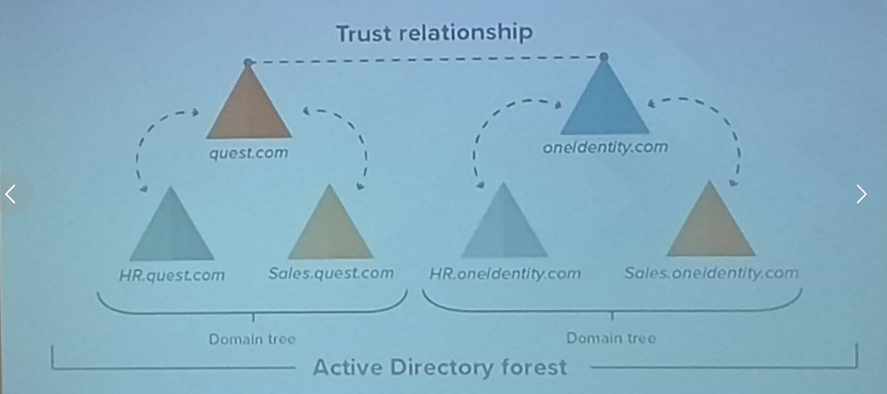 Trust relationship
quest.com
oneIdentity.com
HR.quest.com
Sales.quest.com
HR.oneIdentity.com
Sales.oneIdentity.com
Domain tree
Domain tree
Active Directory forest